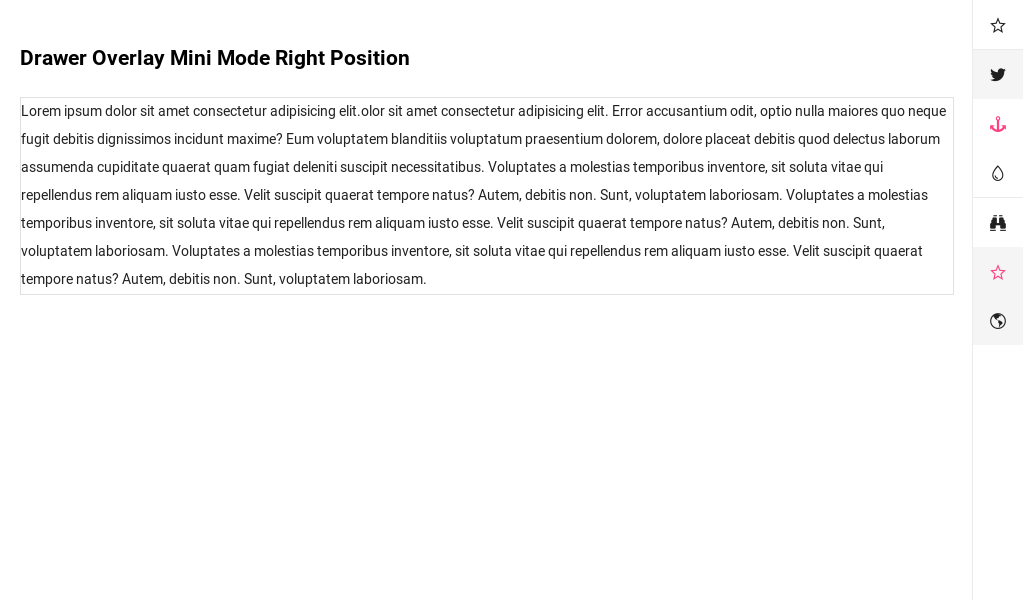 Drawer Overlay Mini Mode Right Position
Lorem ipsum dolor sit amet consectetur adipisicing elit.olor sit amet consectetur adipisicing elit. Error accusantium odit, optio nulla maiores quo neque
fugit debitis dignissimos incidunt maxime? Eum voluptatem blanditiis voluptatum praesentium dolorem, dolore placeat debitis quod delectus laborum
assumenda cupiditate quaerat quam fugiat deleniti suscipit necessitatibus. Voluptates a molestias temporibus inventore, sit soluta vitae qui
repellendus rem aliquam iusto esse. Velit suscipit quaerat tempore natus? Autem, debitis non. Sunt, voluptatem laboriosam. Voluptates a molestias
temporibus inventore, sit soluta vitae qui repellendus rem aliquam iusto esse. Velit suscipit quaerat tempore natus? Autem, debitis non. Sunt,
voluptatem laboriosam. Voluptates a molestias temporibus inventore, sit soluta vitae qui repellendus rem aliquam iusto esse. Velit suscipit quaerat
tempore natus? Autem, debitis non. Sunt, voluptatem laboriosam.